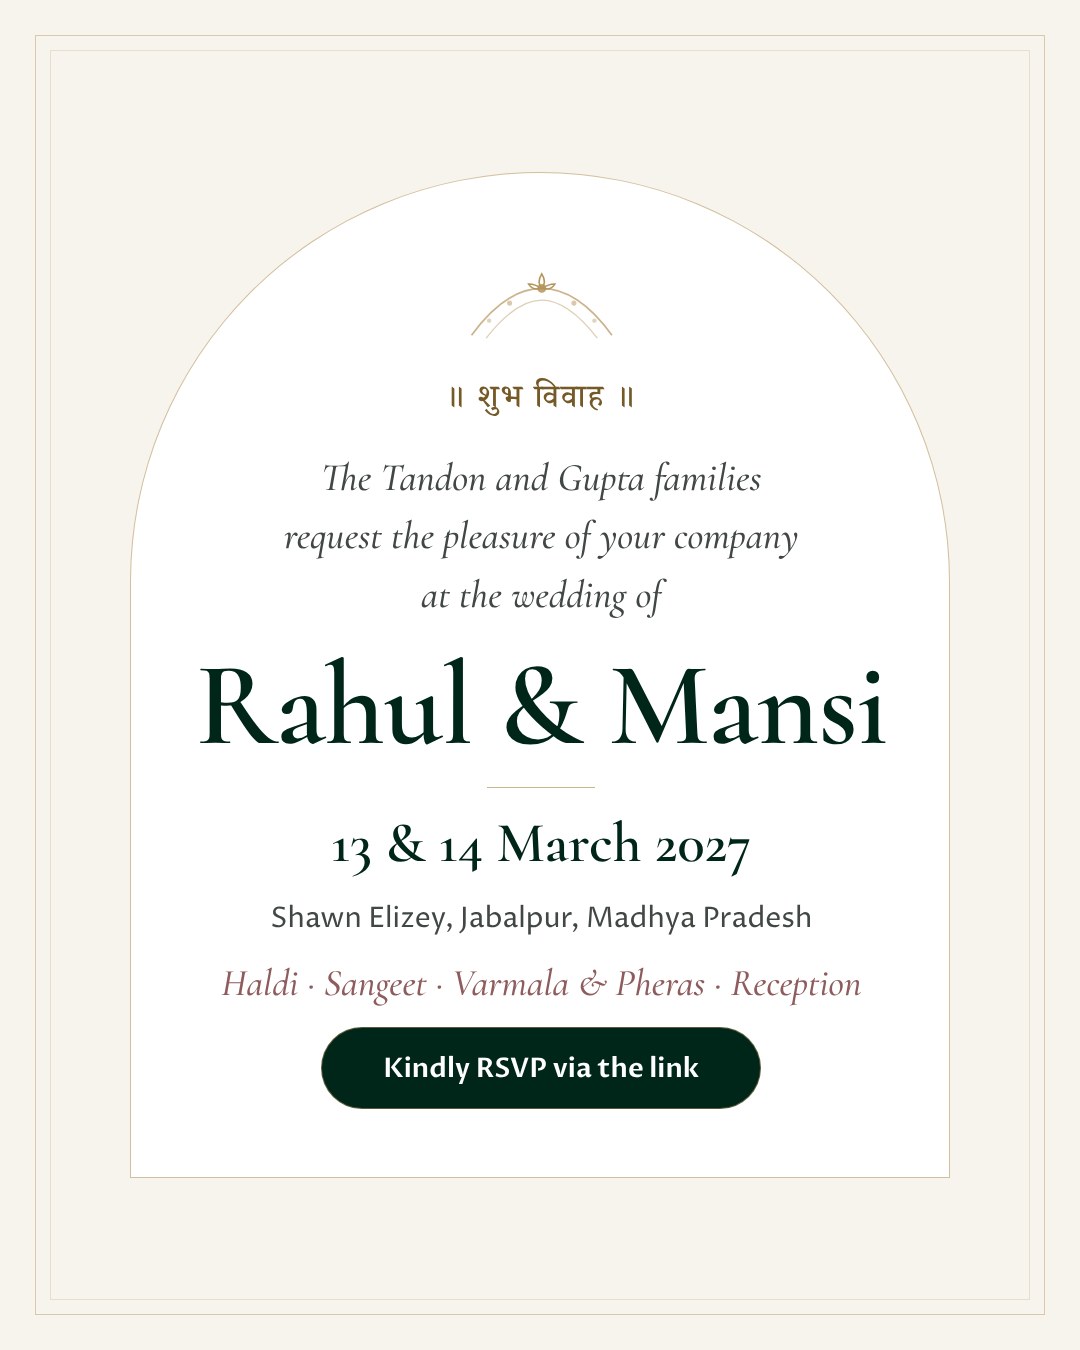 ॥ शुभ विवाह ॥
The Tandon and Gupta families
request the pleasure of your company
at the wedding of
Rahul & Mansi
13 & 14 March 2027
Shawn Elizey, Jabalpur, Madhya Pradesh
Haldi · Sangeet · Varmala & Pheras · Reception
Kindly RSVP via the link